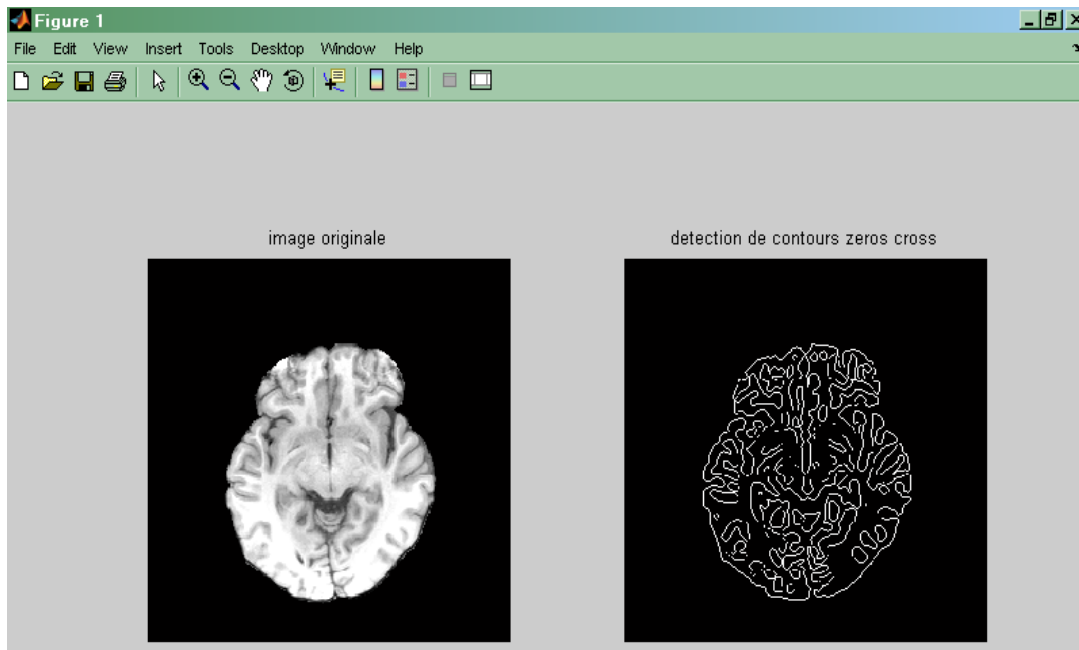 Figure 1
File Edit View Insert Tools Desktop Window Help
image originale
detection de contours zeros cross